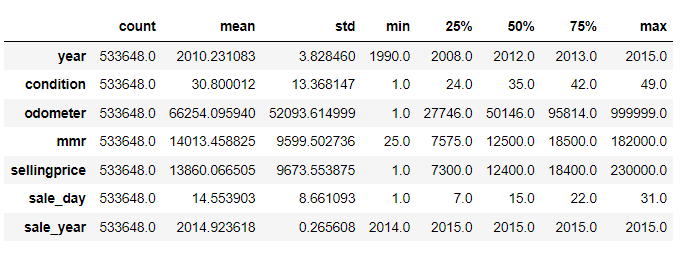 count mean std min 25% 50% 75% max
year 533648.0 2010.231083 3.828460 1990.0 2008.0 2012.0 2013.0 2015.0
condition 533648.0 30.800012 13.368147 1.0 24.0 35.0 42.0 49.0
odometer 533648.0 66254.095940 52093.614999 1.0 27746.0 50146.0 95814.0 999999.0
mmr 533648.0 14013.458825 9599.502736 25.0 7575.0 12500.0 18500.0 182000.0
sellingprice 533648.0 13860.066505 9673.553875 1.0 7300.0 12400.0 18400.0 230000.0
sale_day 533648.0 14.553903 8.661093 1.0 7.0 15.0 22.0 31.0
sale_year 533648.0 2014.923618 0.265608 2014.0 2015.0 2015.0 2015.0 2015.0